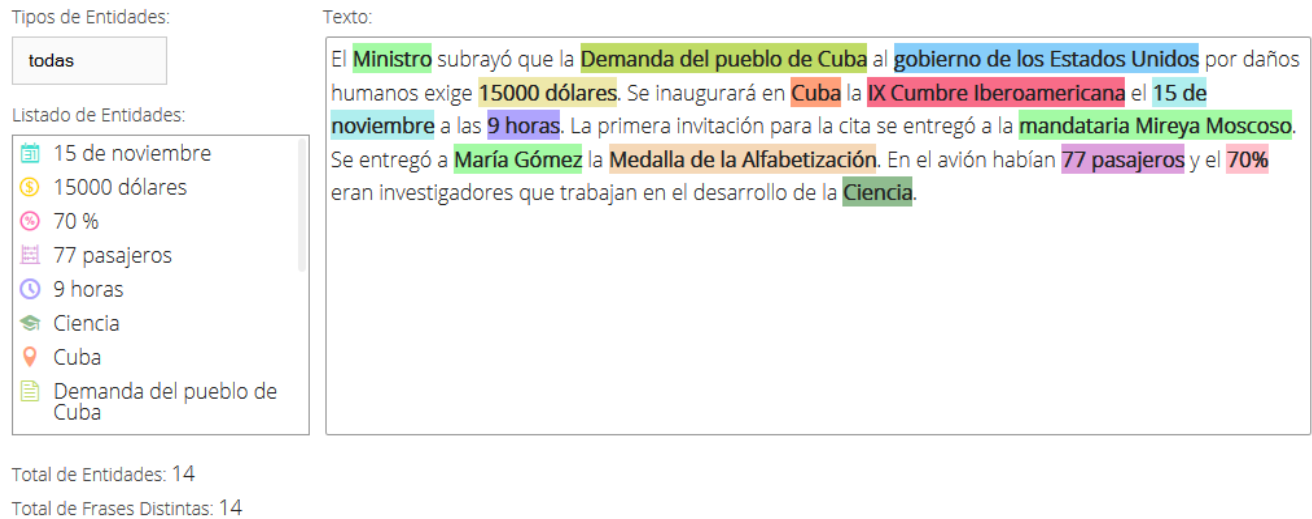 Tipos de Entidades:
todas
Listado de Entidades:
15 de noviembre
15000 dólares
70 %
77 pasajeros
9 horas
Ciencia
Cuba
Demanda del pueblo de
Cuba
Total de Entidades: 14
Total de Frases Distintas: 14
Texto:
El Ministro subrayó que la Demanda del pueblo de Cuba al gobierno de los Estados Unidos por daños
humanos exige 15000 dólares. Se inaugurará en Cuba la IX Cumbre Iberoamericana el 15 de
noviembre a las 9 horas. La primera invitación para la cita se entregó a la mandataria Mireya Moscoso.
Se entregó a María Gómez la Medalla de la Alfabetización. En el avión habían 77 pasajeros y el 70%
eran investigadores que trabajan en el desarrollo de la Ciencia.